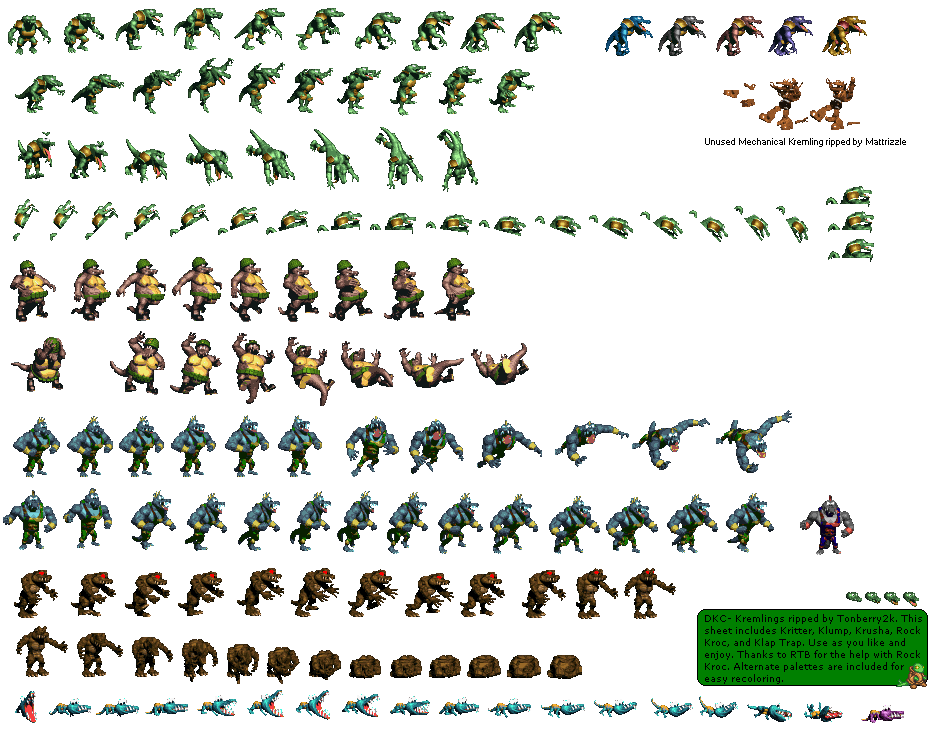 Unused Mechanical Kremling ripped by Mattrizzle
DKC- Kremlings ripped by Tonberry2k. This
sheet includes Kritter, Klump, Krusha, Rock
Kroc, and Klap Trap. Use as you like and
enjoy. Thanks to RTB for the help with Rock
Kroc. Alternate palettes are included for
easy recoloring.